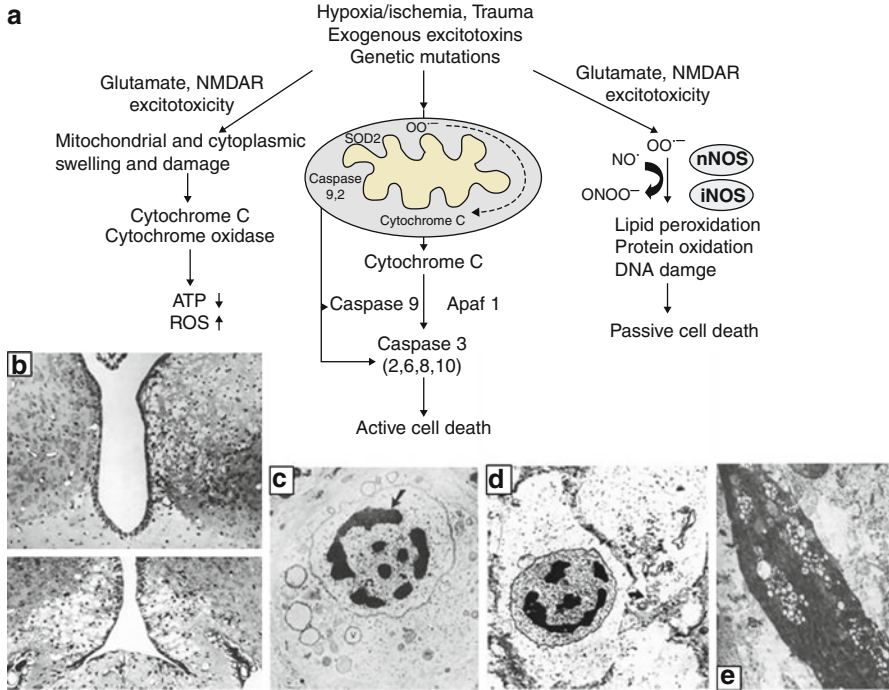 a
Hypoxia/ischemia, Trauma
Exogenous excitotoxins
Genetic mutations
Glutamate, NMDAR
excitotoxicity
Mitochondrial and cytoplasmic
swelling and damage
Cytochrome C
Cytochrome oxidase
ATP ↓
ROS ↑
OO·–
SOD2
Caspase
9,2
Cytochrome C
Cytochrome C
Caspase 9
Apaf 1
Caspase 3
(2,6,8,10)
Active cell death
Glutamate, NMDAR
excitotoxicity
OO·–
NO·
nNOS
ONOO–
iNOS
Lipid peroxidation
Protein oxidation
DNA damge
Passive cell death
b
c
v
d
e